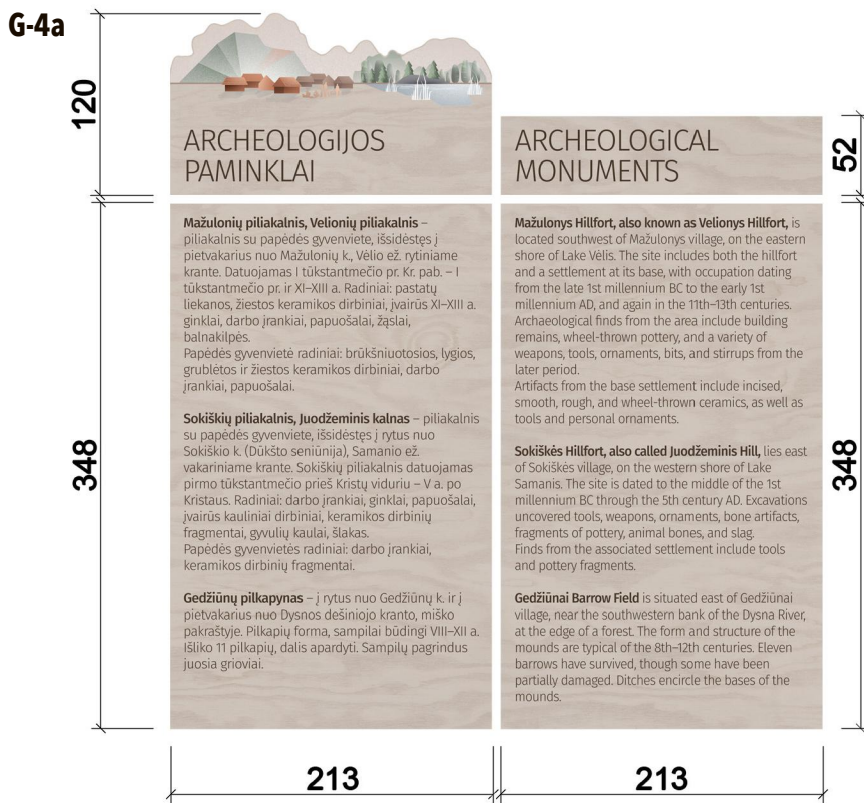 G-4a
120
ARCHEOLOGIJOS
PAMINKLAI
ARCHEOLOGICAL
MONUMENTS
52
348
Mažulonių piliakalnis, Velionių piliakalnis –
piliakalnis su papėdės gyvenviete, išsidėstęs į
pietvakarius nuo Mažulonių k., Vėlio ež. rytiniame
krante. Datuojamas I tūkstantmečio pr. Kr. pab. – I
tūkstantmečio pr. ir XI–XIII a. Radiniai: pastatų
liekanos, žiestos keramikos dirbiniai, įvairūs XI–XIII a.
ginklai, darbo įrankiai, papuošalai, žąslai,
balnakilpės.
Papėdės gyvenvietė radiniai: brūkšniuotosios, lygios,
grublėtos ir žiestos keramikos dirbiniai, darbo
įrankiai, papuošalai.
Sokiškių piliakalnis, Juodžeminis kalnas – piliakalnis
su papėdės gyvenviete, išsidėstęs į rytus nuo
Sokiškio k. (Dūkšto seniūnija), Samanio ež.
vakariniame krante. Sokiškių piliakalnis datuojamas
pirmo tūkstantmečio prieš Kristų viduriu – V a. po
Kristaus. Radiniai: darbo įrankiai, ginklai, papuošalai,
įvairūs kauliniai dirbiniai, keramikos dirbinių
fragmentai, gyvulių kaulai, šlakas.
Papėdės gyvenvietės radiniai: darbo įrankiai,
keramikos dirbinių fragmentai.
Gedžiūnų pilkapynas – į rytus nuo Gedžiūnų k. ir į
pietvakarius nuo Dysnos dešiniojo kranto, miško
pakraštyje. Pilkapių forma, sampilai būdingi VIII–XII a.
Išliko 11 pilkapių, dalis apardyti. Sampilų pagrindus
juosia grioviai.
Mažulonys Hillfort, also known as Velionys Hillfort, is
located southwest of Mažulonys village, on the eastern
shore of Lake Vėlis. The site includes both the hillfort
and a settlement at its base, with occupation dating
from the late 1st millennium BC to the early 1st
millennium AD, and again in the 11th–13th centuries.
Archaeological finds from the area include building
remains, wheel-thrown pottery, and a variety of
weapons, tools, ornaments, bits, and stirrups from the
later period.
Artifacts from the base settlement include incised,
smooth, rough, and wheel-thrown ceramics, as well as
tools and personal ornaments.
Sokiškės Hillfort, also called Juodžeminis Hill, lies east
of Sokiškės village, on the western shore of Lake
Samanis. The site is dated to the middle of the 1st
millennium BC through the 5th century AD. Excavations
uncovered tools, weapons, ornaments, bone artifacts,
fragments of pottery, animal bones, and slag.
Finds from the associated settlement include tools
and pottery fragments.
Gedžiūnai Barrow Field is situated east of Gedžiūnai
village, near the southwestern bank of the Dysna River,
at the edge of a forest. The form and structure of the
mounds are typical of the 8th–12th centuries. Eleven
barrows have survived, though some have been
partially damaged. Ditches encircle the bases of the
mounds.
348
213
213